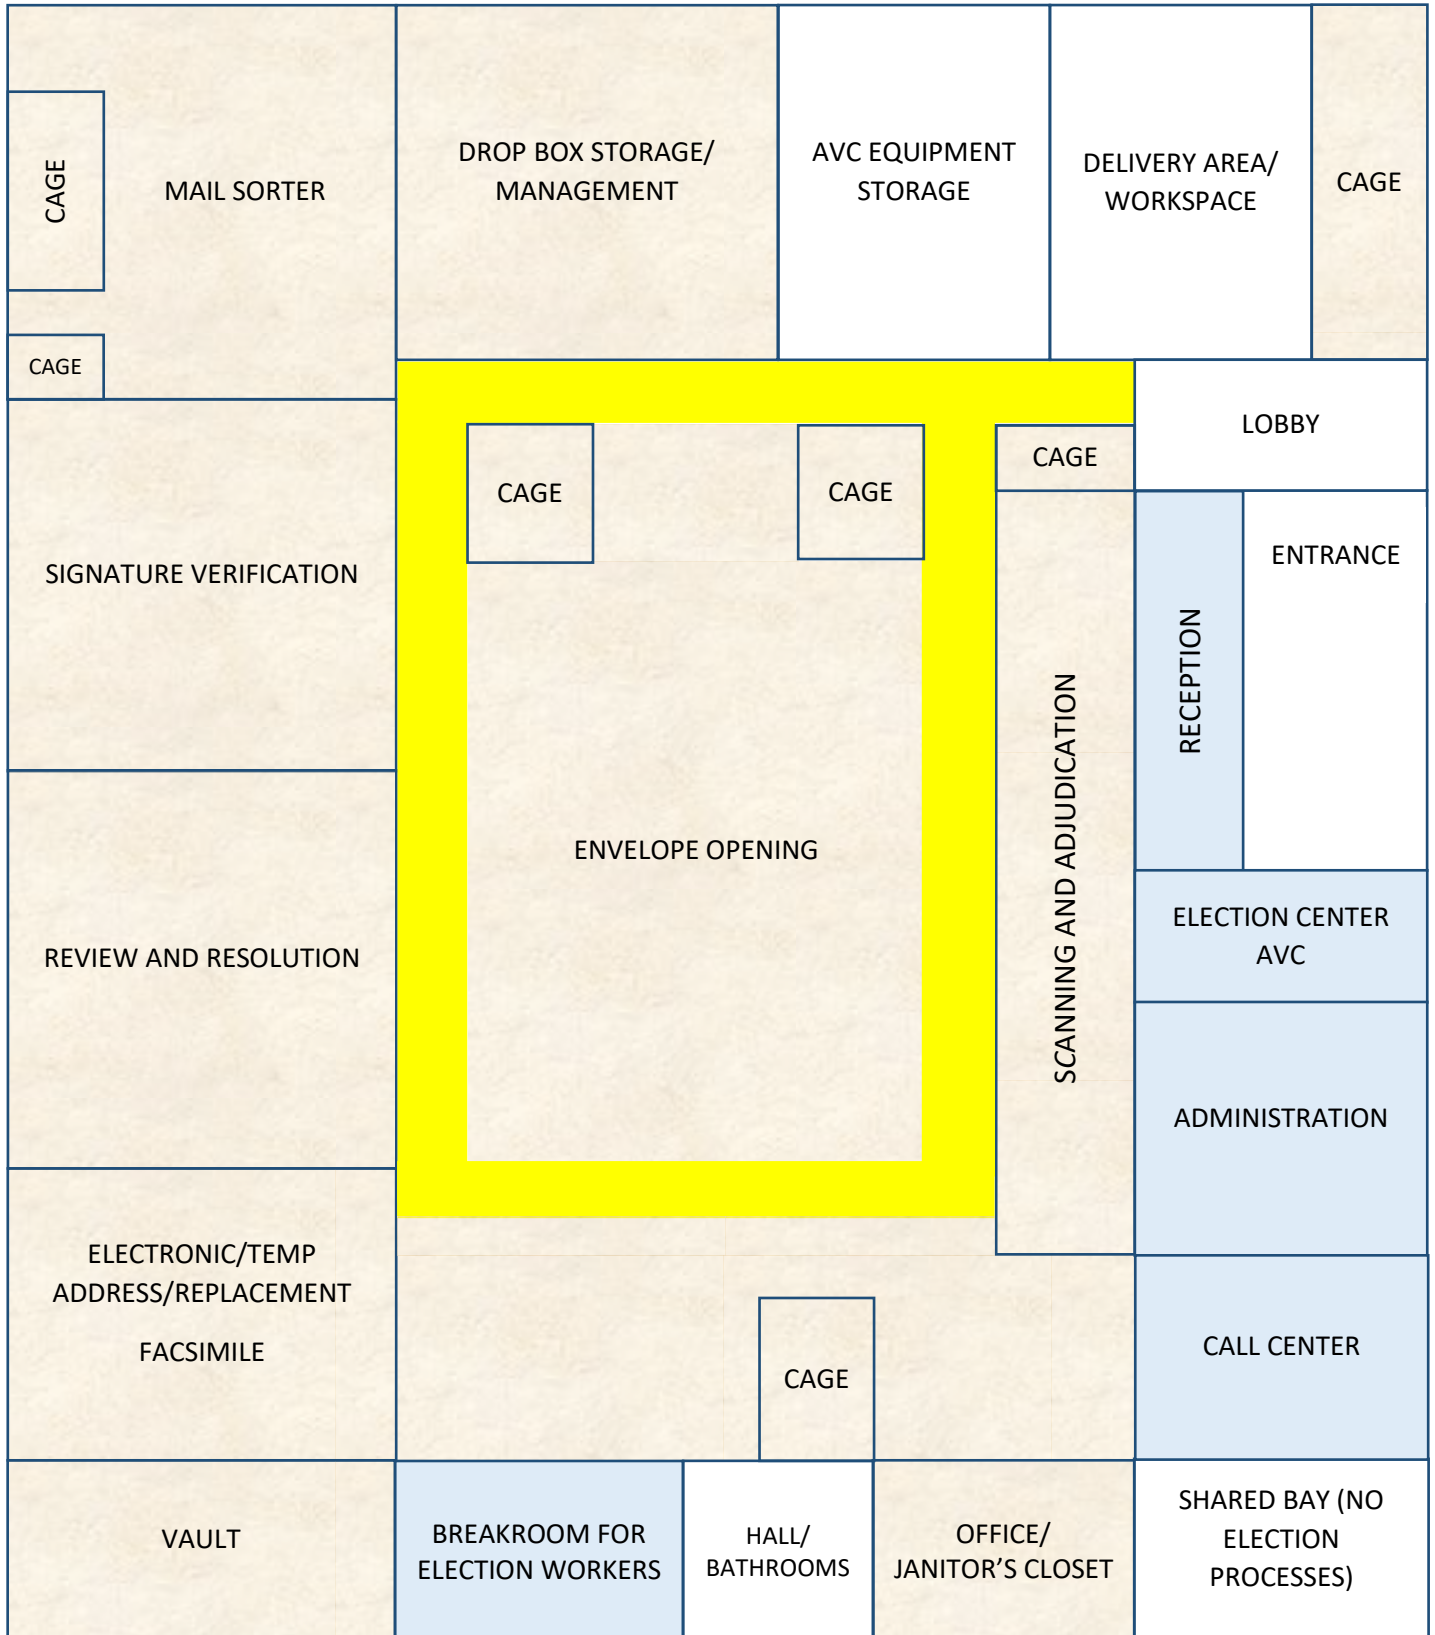 CAGE
MAIL SORTER
CAGE
DROP BOX STORAGE/
MANAGEMENT
AVC EQUIPMENT
STORAGE
DELIVERY AREA/
WORKSPACE
CAGE
LOBBY
CAGE
CAGE
CAGE
SIGNATURE VERIFICATION
ENTRANCE
RECEPTION
SCANNING AND ADJUDICATION
ENVELOPE OPENING
REVIEW AND RESOLUTION
ELECTION CENTER
AVC
ADMINISTRATION
ELECTRONIC/TEMP
ADDRESS/REPLACEMENT
FACSIMILE
CAGE
CALL CENTER
VAULT
BREAKROOM FOR
ELECTION WORKERS
HALL/
BATHROOMS
OFFICE/
JANITOR’S CLOSET
SHARED BAY (NO
ELECTION
PROCESSES)